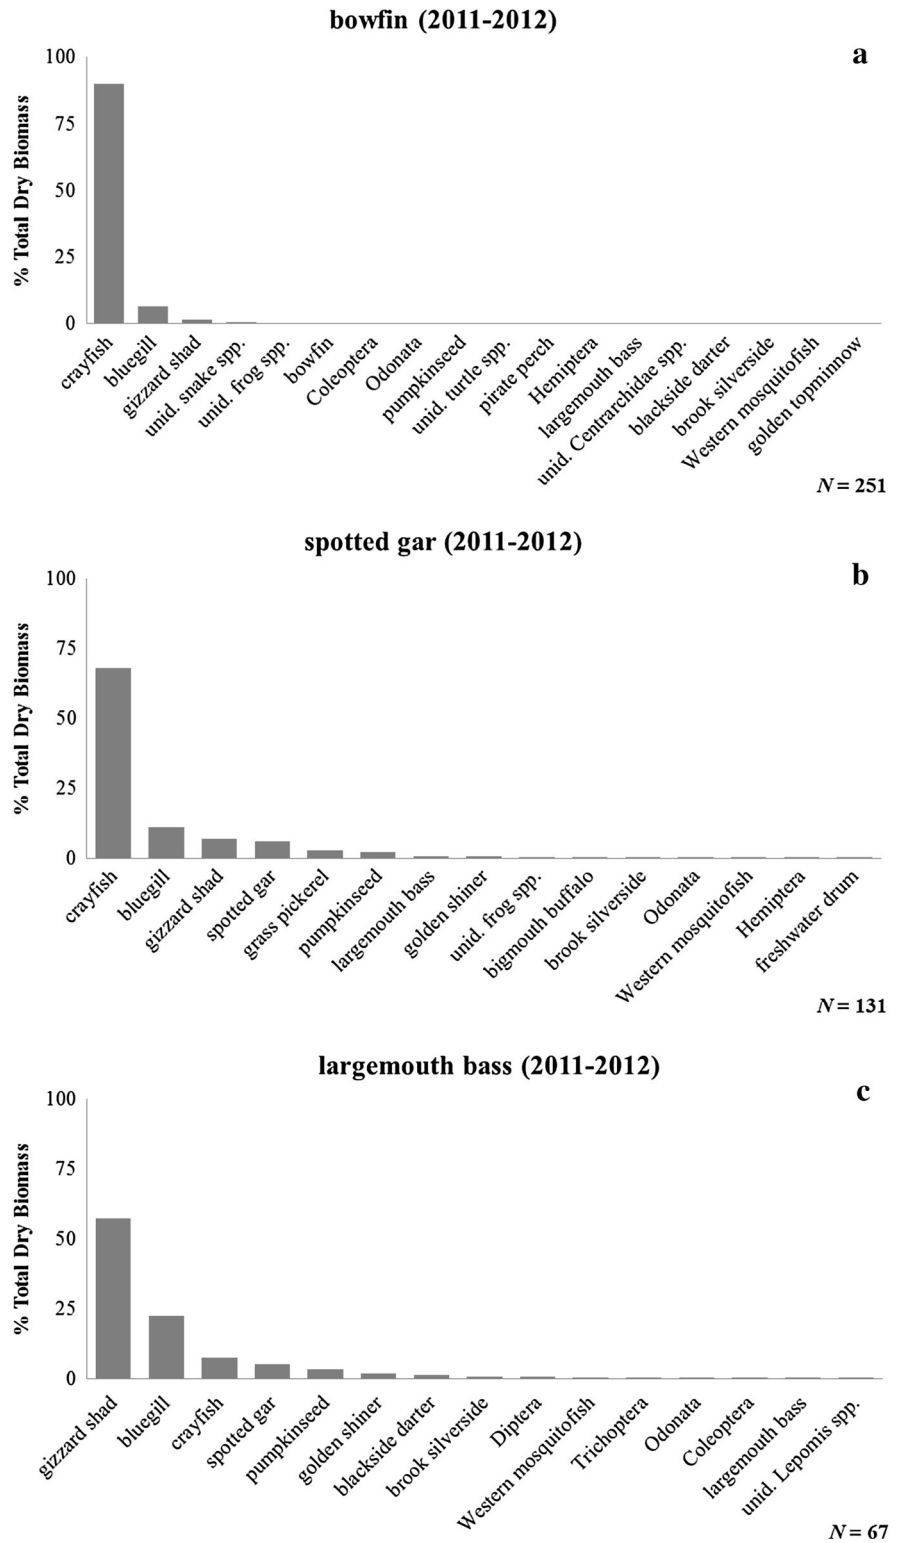 bowfin (2011-2012)
a
% Total Dry Biomass
100
75
50
25
0
crayfish
bluegill
gizzard shad
unid. snake spp.
unid. frog spp.
bowfin
Coleoptera
Odonata
pumpkinseed
unid. turtle spp.
pirate perch
Hemiptera
largemouth bass
unid. Centrarchidae spp.
blackside darter
brook silverside
Western mosquitofish
golden topminnow
N = 251
spotted gar (2011-2012)
b
% Total Dry Biomass
100
75
50
25
0
crayfish
bluegill
gizzard shad
spotted gar
grass pickerel
pumpkinseed
largemouth bass
golden shiner
unid. frog spp.
bigmouth buffalo
brook silverside
Odonata
Western mosquitofish
Hemiptera
freshwater drum
N = 131
largemouth bass (2011-2012)
c
% Total Dry Biomass
100
75
50
25
0
gizzard shad
bluegill
crayfish
spotted gar
pumpkinseed
golden shiner
blackside darter
brook silverside
Diptera
Western mosquitofish
Trichoptera
Odonata
Coleoptera
largemouth bass
unid. Lepomis spp.
N = 67